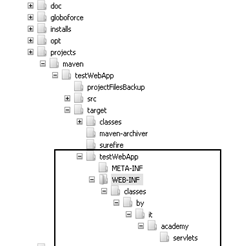 doc
globoforce
installs
opt
projects
maven
testWebApp
projectFilesBackup
src
target
classes
maven-archiver
surefire
testWebApp
META-INF
WEB-INF
classes
by
it
academy
servlets